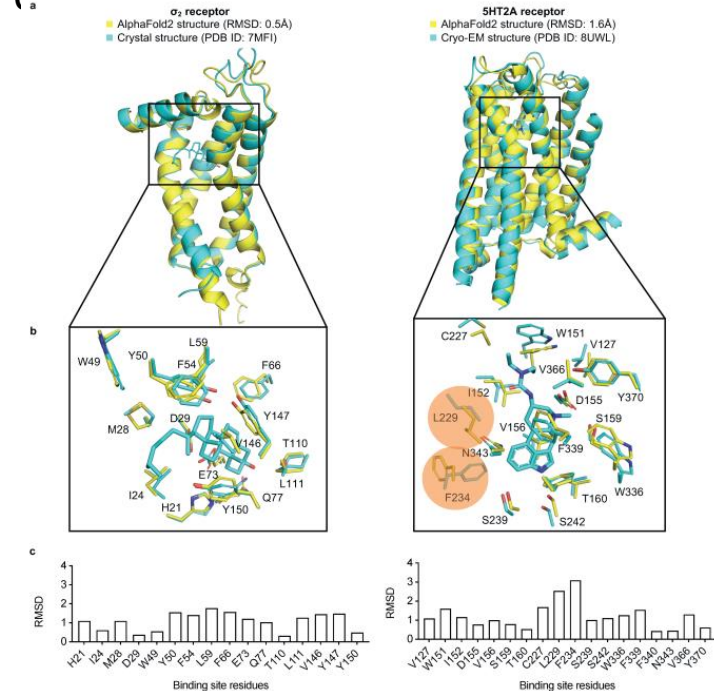 a
σ₂ receptor
AlphaFold2 structure (RMSD: 0.5Å)
Crystal structure (PDB ID: 7MFI)
5HT2A receptor
AlphaFold2 structure (RMSD: 1.6Å)
Cryo-EM structure (PDB ID: 8UWL)
b
W49
Y50
L59
F54
F66
M28
D29
Y147
V146
T110
E73
L111
I24
H21
Y150
Q77
C227
W151
V127
V366
I152
D155
Y370
L229
V156
S159
N343
F339
F234
W336
T160
S239
S242
c
RMSD
4
3
2
1
0
H21
I24
M28
D29
W49
Y50
F54
L59
F66
E73
Q77
T110
L111
V146
Y147
Y150
Binding site residues
RMSD
4
3
2
1
0
V127
W151
I152
D155
V156
S159
T160
C227
L229
F234
S239
S242
W336
F339
F340
N343
V366
Y370
Binding site residues